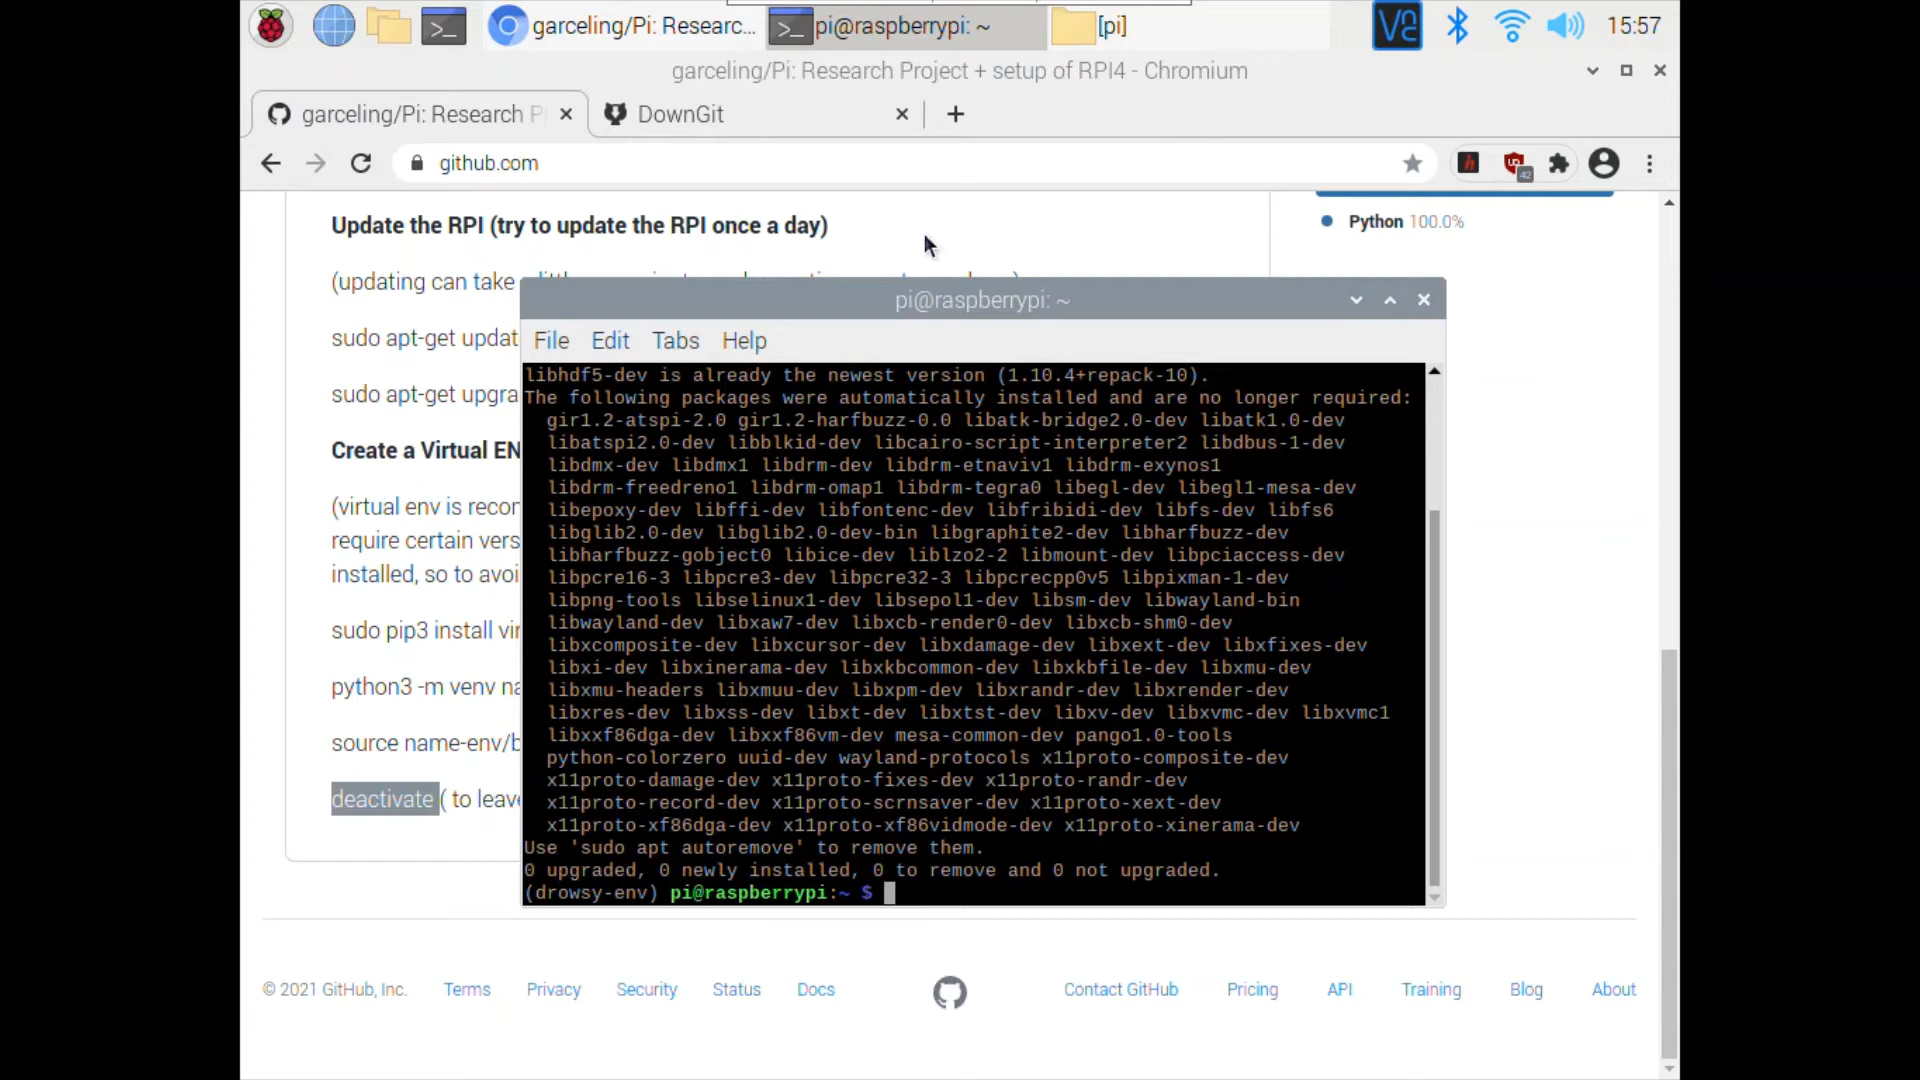 garceling/Pi: Researc...
pi@raspberrypi: ~
[pi]
15:57
garceling/Pi: Research Project + setup of RPI4 - Chromium
garceling/Pi: Research P
DownGit
github.com
42
Update the RPI (try to update the RPI once a day)
Python 100.0%
(updating can take
sudo apt-get updat
sudo apt-get upgra
Create a Virtual EN
(virtual env is recor
require certain vers
installed, so to avoi
sudo pip3 install vir
python3 -m venv na
source name-env/b
deactivate ( to leave
pi@raspberrypi: ~
File Edit Tabs Help
libhdf5-dev is already the newest version (1.10.4+repack-10).
The following packages were automatically installed and are no longer required:
gir1.2-atspi-2.0 gir1.2-harfbuzz-0.0 libatk-bridge2.0-dev libatk1.0-dev
libatspi2.0-dev libblkid-dev libcairo-script-interpreter2 libdbus-1-dev
libdmx-dev libdmx1 libdrm-dev libdrm-etnaviv1 libdrm-exynos1
libdrm-freedreno1 libdrm-omap1 libdrm-tegra0 libegl-dev libegl1-mesa-dev
libepoxy-dev libffi-dev libfontenc-dev libfribidi-dev libfs-dev libfs6
libglib2.0-dev libglib2.0-dev-bin libgraphite2-dev libharfbuzz-dev
libharfbuzz-gobject0 libice-dev liblzo2-2 libmount-dev libpciaccess-dev
libpcre16-3 libpcre3-dev libpcre32-3 libpcrecpp0v5 libpixman-1-dev
libpng-tools libselinux1-dev libsepol1-dev libsm-dev libwayland-bin
libwayland-dev libxaw7-dev libxcb-render0-dev libxcb-shm0-dev
libxcomposite-dev libxcursor-dev libxdamage-dev libxext-dev libxfixes-dev
libxi-dev libxinerama-dev libxkbcommon-dev libxkbfile-dev libxmu-dev
libxmu-headers libxmuu-dev libxpm-dev libxrandr-dev libxrender-dev
libxres-dev libxss-dev libxt-dev libxtst-dev libxv-dev libxvmc-dev libxvmc1
libxxf86dga-dev libxxf86vm-dev mesa-common-dev pango1.0-tools
python-colorzero uuid-dev wayland-protocols x11proto-composite-dev
x11proto-damage-dev x11proto-fixes-dev x11proto-randr-dev
x11proto-record-dev x11proto-scrnsaver-dev x11proto-xext-dev
x11proto-xf86dga-dev x11proto-xf86vidmode-dev x11proto-xinerama-dev
Use 'sudo apt autoremove' to remove them.
0 upgraded, 0 newly installed, 0 to remove and 0 not upgraded.
(drowsy-env) pi@raspberrypi:~ $
© 2021 GitHub, Inc. Terms Privacy Security Status Docs Contact GitHub Pricing API Training Blog About